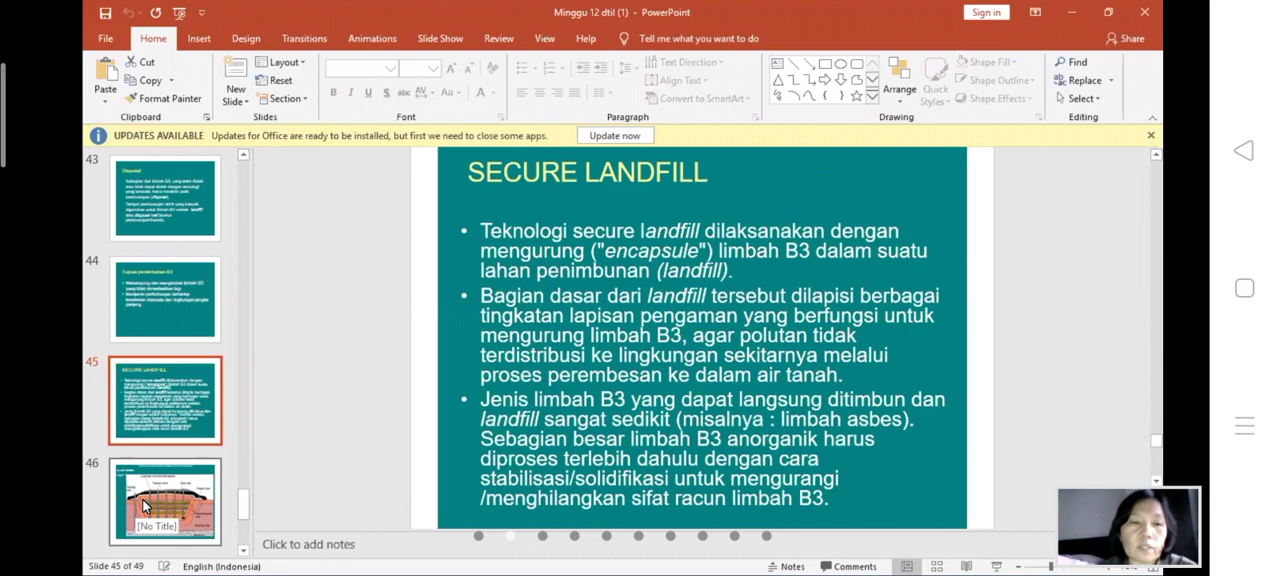 Minggu 12 dtil (1) - PowerPoint
Sign in
File Home Insert Design Transitions Animations Slide Show Review View Help Tell me what you want to do Share
Paste
Cut
Copy
Format Painter
Clipboard
New
Slide
Layout
Reset
Section
Slides
Font
Text Direction
Align Text
Convert to SmartArt
Paragraph
Arrange
Quick
Styles
Shape Fill
Shape Outline
Shape Effects
Drawing
Find
Replace
Select
Editing
UPDATES AVAILABLE Updates for Office are ready to be installed, but first we need to close some apps. Update now
43
Disposal
44
45
SECURE LANDFILL
46
[No Title]
SECURE LANDFILL
• Teknologi secure landfill dilaksanakan dengan
mengurung ("encapsule") limbah B3 dalam suatu
lahan penimbunan (landfill).
• Bagian dasar dari landfill tersebut dilapisi berbagai
tingkatan lapisan pengaman yang berfungsi untuk
mengurung limbah B3, agar polutan tidak
terdistribusi ke lingkungan sekitarnya melalui
proses perembesan ke dalam air tanah.
• Jenis limbah B3 yang dapat langsung ditimbun dan
landfill sangat sedikit (misalnya : limbah asbes).
Sebagian besar limbah B3 anorganik harus
diproses terlebih dahulu dengan cara
stabilisasi/solidifikasi untuk mengurangi
/menghilangkan sifat racun limbah B3.
Click to add notes
Slide 45 of 49 English (Indonesia) Notes Comments